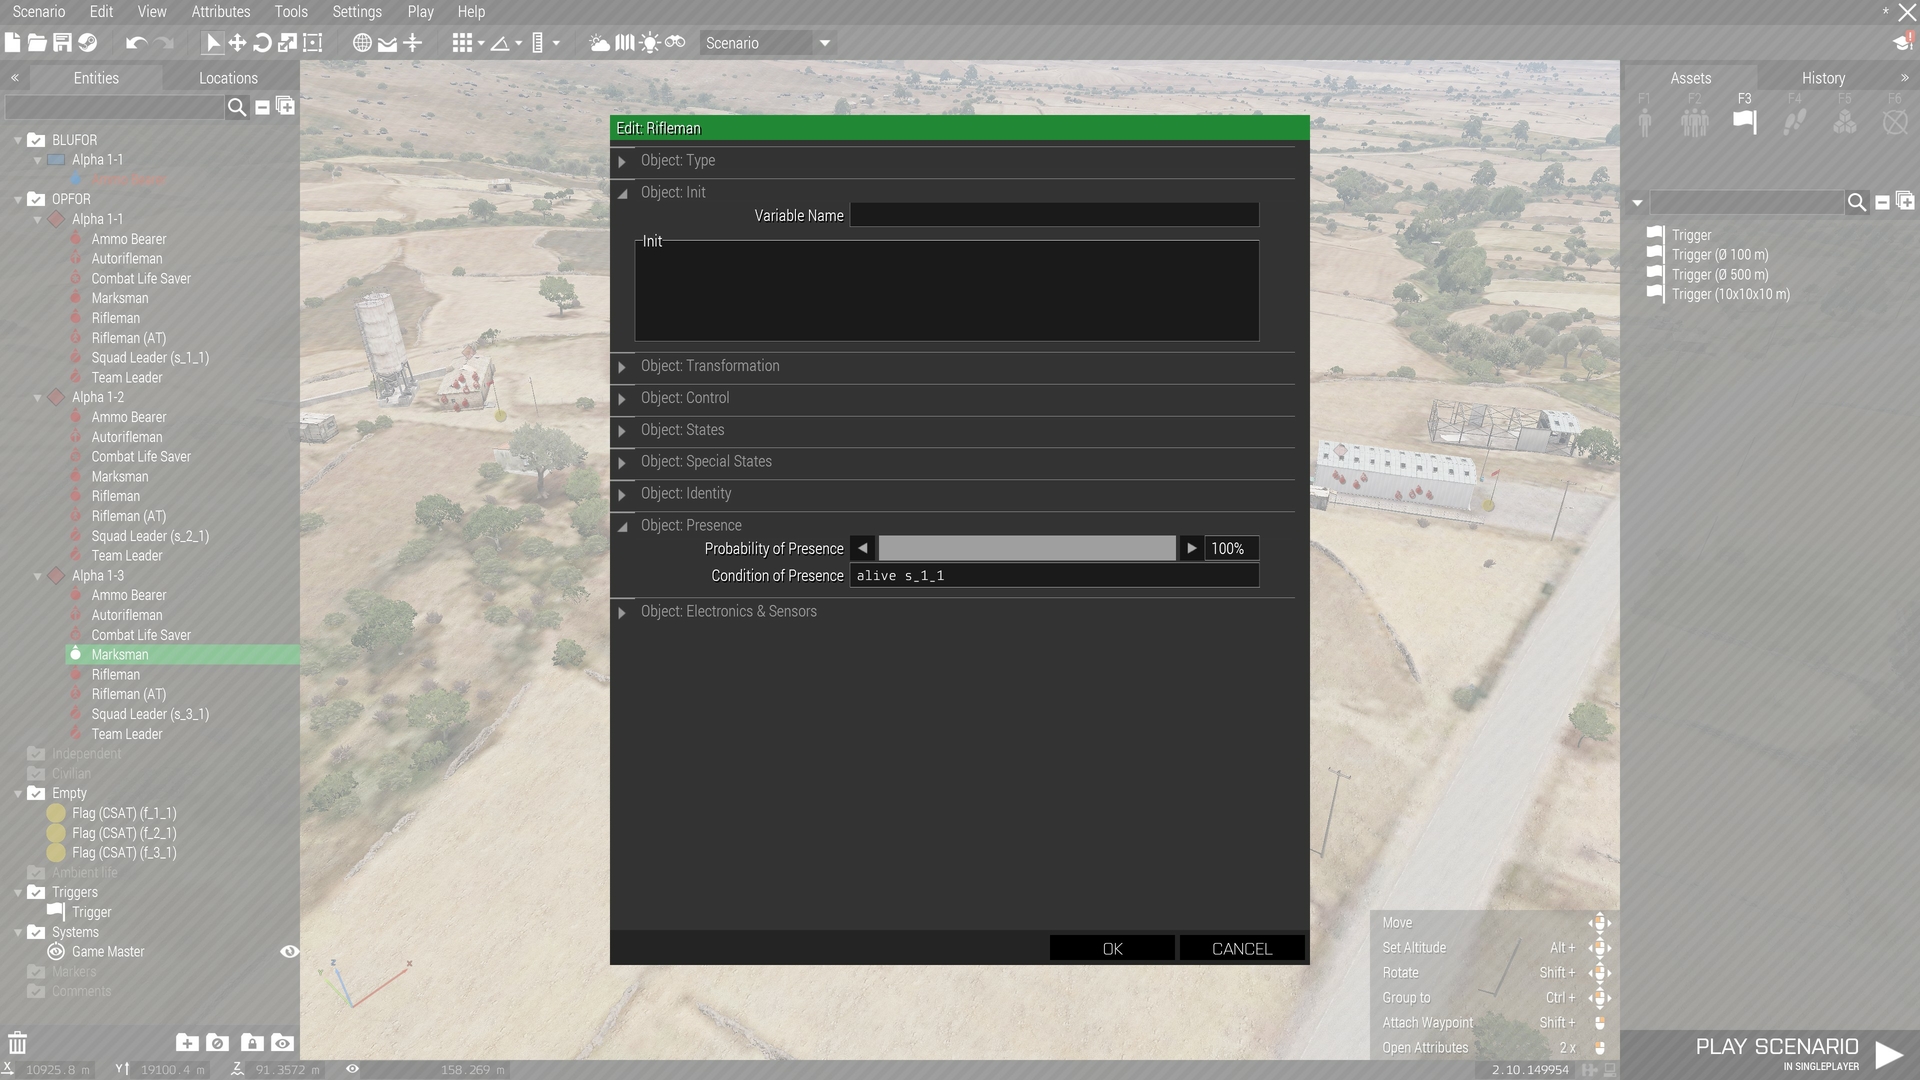 Scenario Edit View Attributes Tools Settings Play Help
*
Scenario
Entities Locations
BLUFOR
Alpha 1-1
OPFOR
Alpha 1-1
Ammo Bearer
Autorifleman
Combat Life Saver
Marksman
Rifleman
Rifleman (AT)
Squad Leader (s_1_1)
Team Leader
Alpha 1-2
Ammo Bearer
Autorifleman
Combat Life Saver
Marksman
Rifleman
Rifleman (AT)
Squad Leader (s_2_1)
Team Leader
Alpha 1-3
Ammo Bearer
Autorifleman
Combat Life Saver
Marksman
Rifleman
Rifleman (AT)
Squad Leader (s_3_1)
Team Leader
Independent
Civilian
Empty
Flag (CSAT) (f_1_1)
Flag (CSAT) (f_2_1)
Flag (CSAT) (f_3_1)
Ambient life
Triggers
Trigger
Systems
Game Master
Markers
Comments
Edit: Rifleman
Object: Type
Object: Init
Variable Name
Init
Object: Transformation
Object: Control
Object: States
Object: Special States
Object: Identity
Object: Presence
Probability of Presence 100%
Condition of Presence alive s_1_1
Object: Electronics & Sensors
OK CANCEL
Assets History
F1 F2 F3 F4 F5 F6
Trigger
Trigger (Ø 100 m)
Trigger (Ø 500 m)
Trigger (10x10x10 m)
Z X Y
Move
Set Altitude Alt +
Rotate Shift +
Group to Ctrl +
Attach Waypoint Shift +
Open Attributes 2 x
PLAY SCENARIO
IN SINGLEPLAYER
X 10925.8 m Y 19100.4 m Z 91.3572 m 158.269 m 2.10.149954